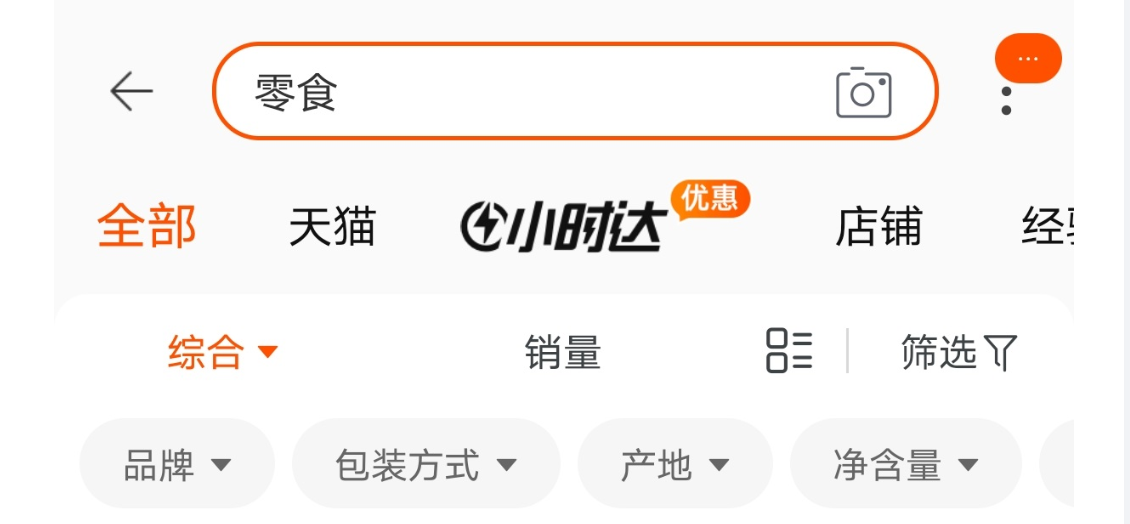 零食
全部 天猫 小时达 优惠 店铺 经
综合 销量 筛选
品牌 包装方式 产地 净含量